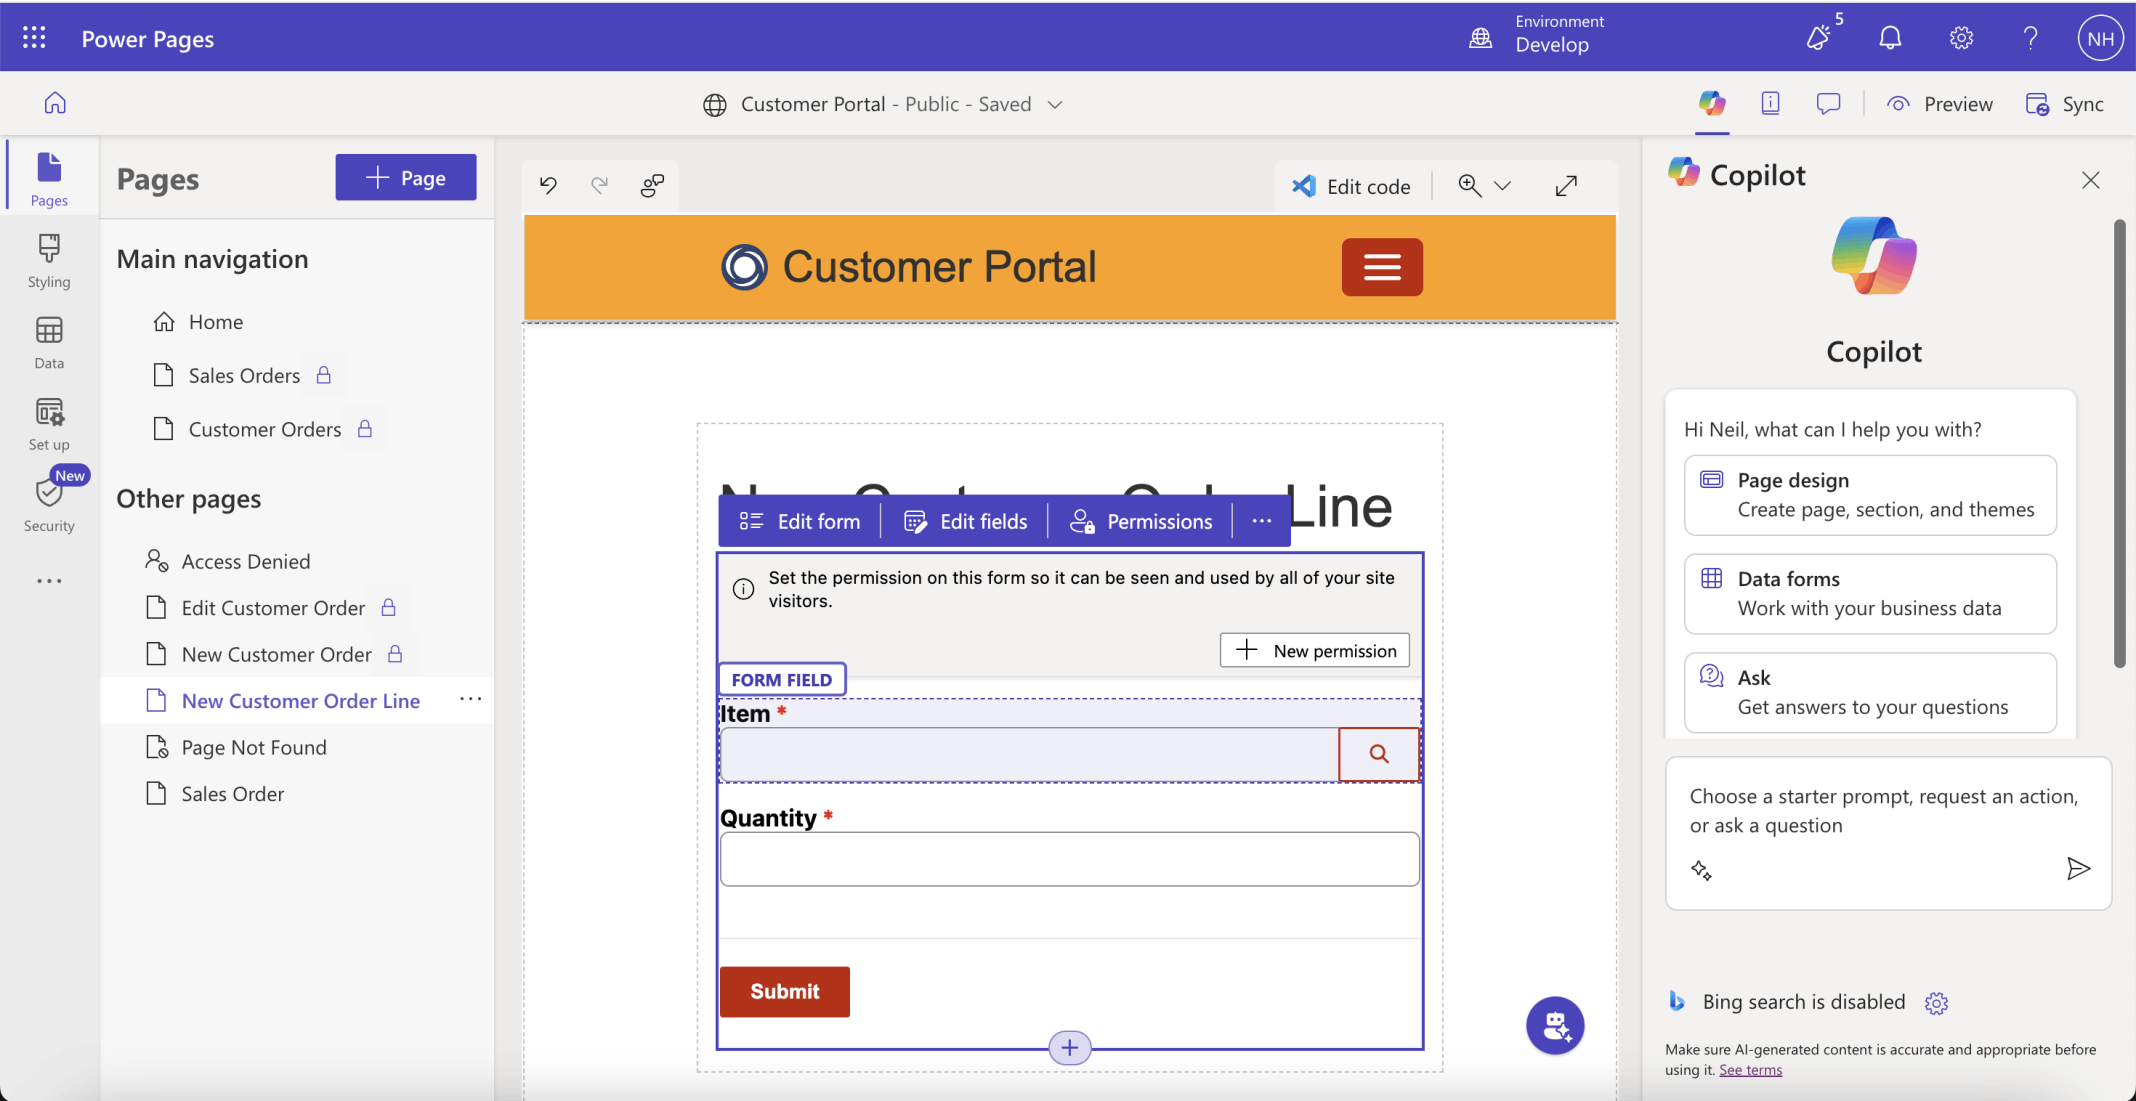 Power Pages
Environment
Develop
5
NH
Customer Portal - Public - Saved
Preview
Sync
Pages
Styling
Data
Set up
New
Security
Pages
Page
Main navigation
Home
Sales Orders
Customer Orders
Other pages
Access Denied
Edit Customer Order
New Customer Order
New Customer Order Line
Page Not Found
Sales Order
Edit code
Customer Portal
New Customer Order Line
Edit form
Edit fields
Permissions
Set the permission on this form so it can be seen and used by all of your site
visitors.
New permission
FORM FIELD
Item *
Quantity *
Submit
Copilot
Copilot
Hi Neil, what can I help you with?
Page design
Create page, section, and themes
Data forms
Work with your business data
Ask
Get answers to your questions
Choose a starter prompt, request an action,
or ask a question
Bing search is disabled
Make sure AI-generated content is accurate and appropriate before
using it. See terms